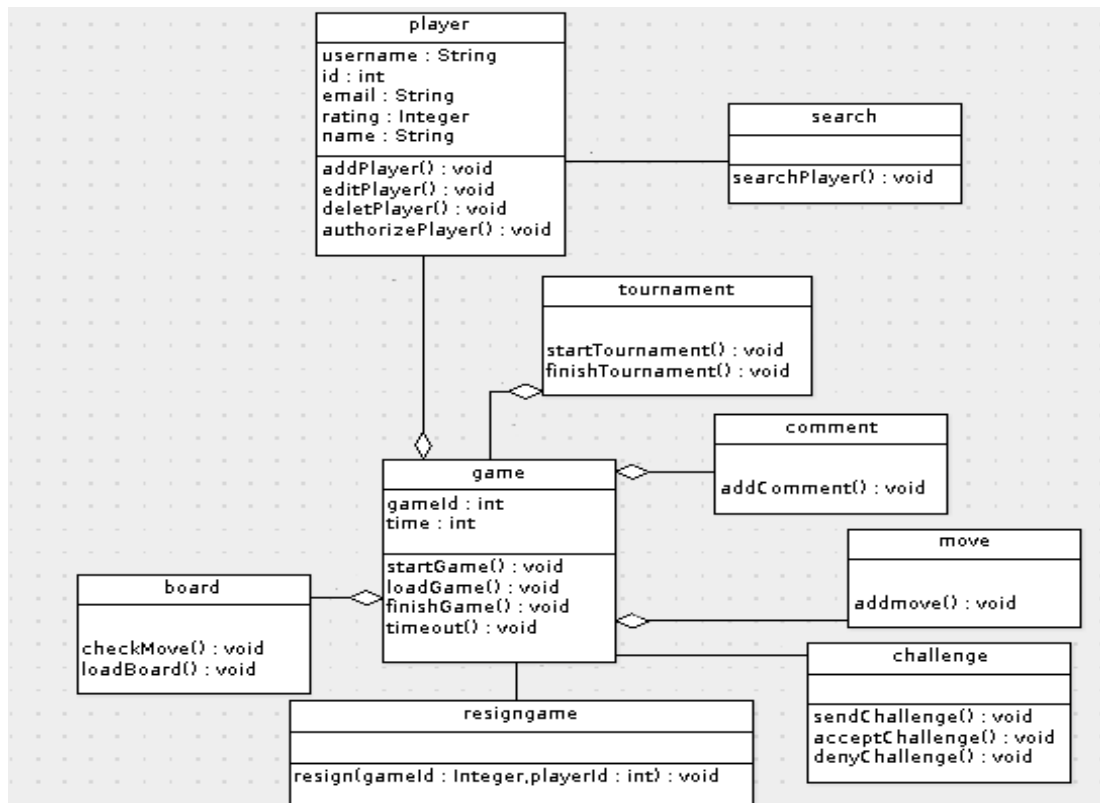 player
username : String
id : int
email : String
rating : Integer
name : String
addPlayer() : void
editPlayer() : void
deletPlayer() : void
authorizePlayer() : void
search
searchPlayer() : void
tournament
startTournament() : void
finishTournament() : void
comment
addComment() : void
game
gameId : int
time : int
startGame() : void
loadGame() : void
finishGame() : void
timeout() : void
move
addmove() : void
board
checkMove() : void
loadBoard() : void
challenge
sendChallenge() : void
acceptChallenge() : void
denyChallenge() : void
resigngame
resign(gameId : Integer,playerId : int) : void